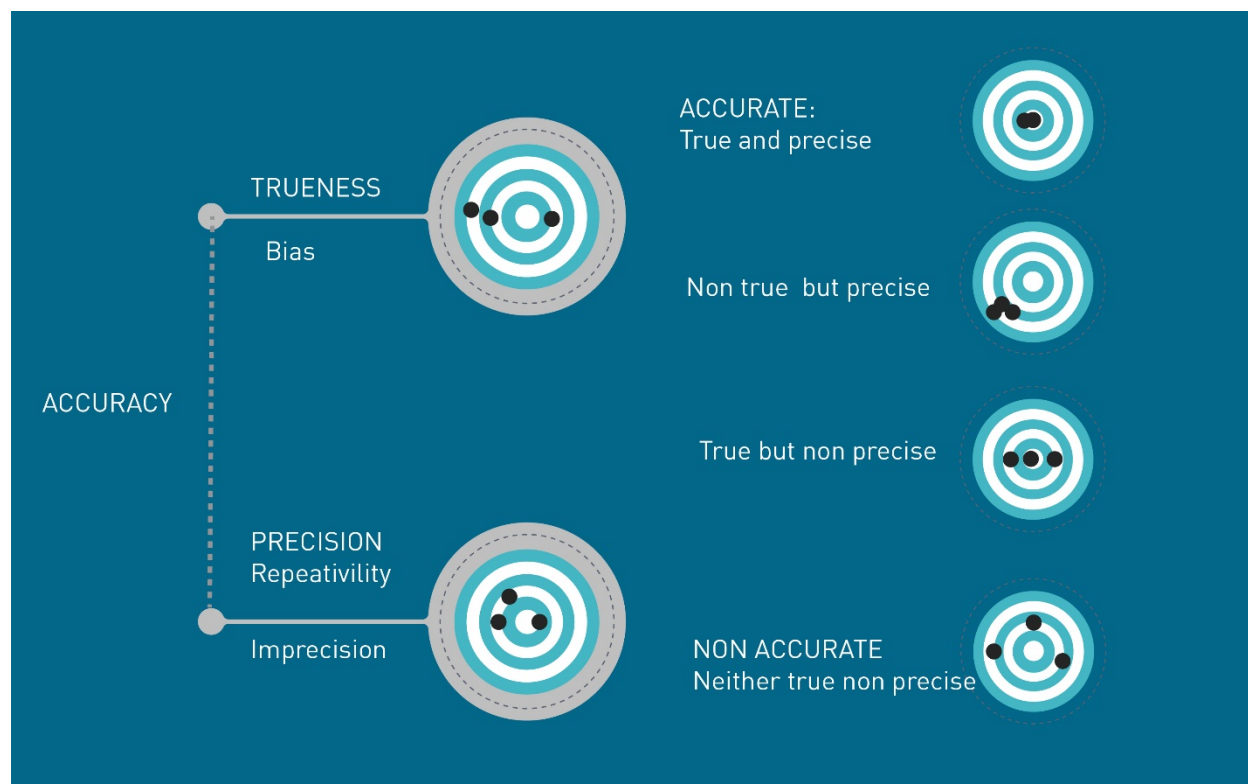 TRUENESS
Bias
ACCURACY
PRECISION
Repeativility
Imprecision
ACCURATE:
True and precise
Non true but precise
True but non precise
NON ACCURATE
Neither true non precise